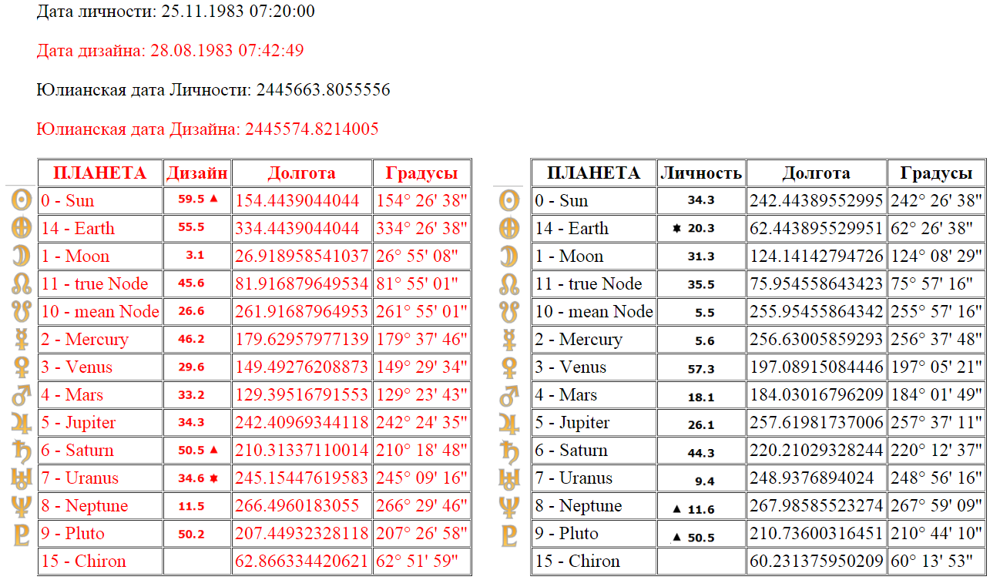 Дата личности: 25.11.1983 07:20:00
Дата дизайна: 28.08.1983 07:42:49
Юлианская дата Личности: 2445663.8055556
Юлианская дата Дизайна: 2445574.8214005
ПЛАНЕТА Дизайн Долгота Градусы
0 - Sun 59.5 ▲ 154.4439044044 154° 26' 38"
14 - Earth 55.5 334.4439044044 334° 26' 38"
1 - Moon 3.1 26.918958541037 26° 55' 08"
11 - true Node 45.6 81.916879649534 81° 55' 01"
10 - mean Node 26.6 261.91687964953 261° 55' 01"
2 - Mercury 46.2 179.62957977139 179° 37' 46"
3 - Venus 29.6 149.49276208873 149° 29' 34"
4 - Mars 33.2 129.39516791553 129° 23' 43"
5 - Jupiter 34.3 242.40969344118 242° 24' 35"
6 - Saturn 50.5 ▲ 210.31337110014 210° 18' 48"
7 - Uranus 34.6 ✶ 245.15447619583 245° 09' 16"
8 - Neptune 11.5 266.4960183055 266° 29' 46"
9 - Pluto 50.2 207.44932328118 207° 26' 58"
15 - Chiron 62.866334420621 62° 51' 59"
ПЛАНЕТА Личность Долгота Градусы
0 - Sun 34.3 242.44389552995 242° 26' 38"
14 - Earth ✶ 20.3 62.443895529951 62° 26' 38"
1 - Moon 31.3 124.14142794726 124° 08' 29"
11 - true Node 35.5 75.954558643423 75° 57' 16"
10 - mean Node 5.5 255.95455864342 255° 57' 16"
2 - Mercury 5.6 256.63005859293 256° 37' 48"
3 - Venus 57.3 197.08915084446 197° 05' 21"
4 - Mars 18.1 184.03016796209 184° 01' 49"
5 - Jupiter 26.1 257.61981737006 257° 37' 11"
6 - Saturn 44.3 220.21029328244 220° 12' 37"
7 - Uranus 9.4 248.9376894024 248° 56' 16"
8 - Neptune ▲ 11.6 267.98585523274 267° 59' 09"
9 - Pluto ▲ 50.5 210.73600316451 210° 44' 10"
15 - Chiron 60.231375950209 60° 13' 53"